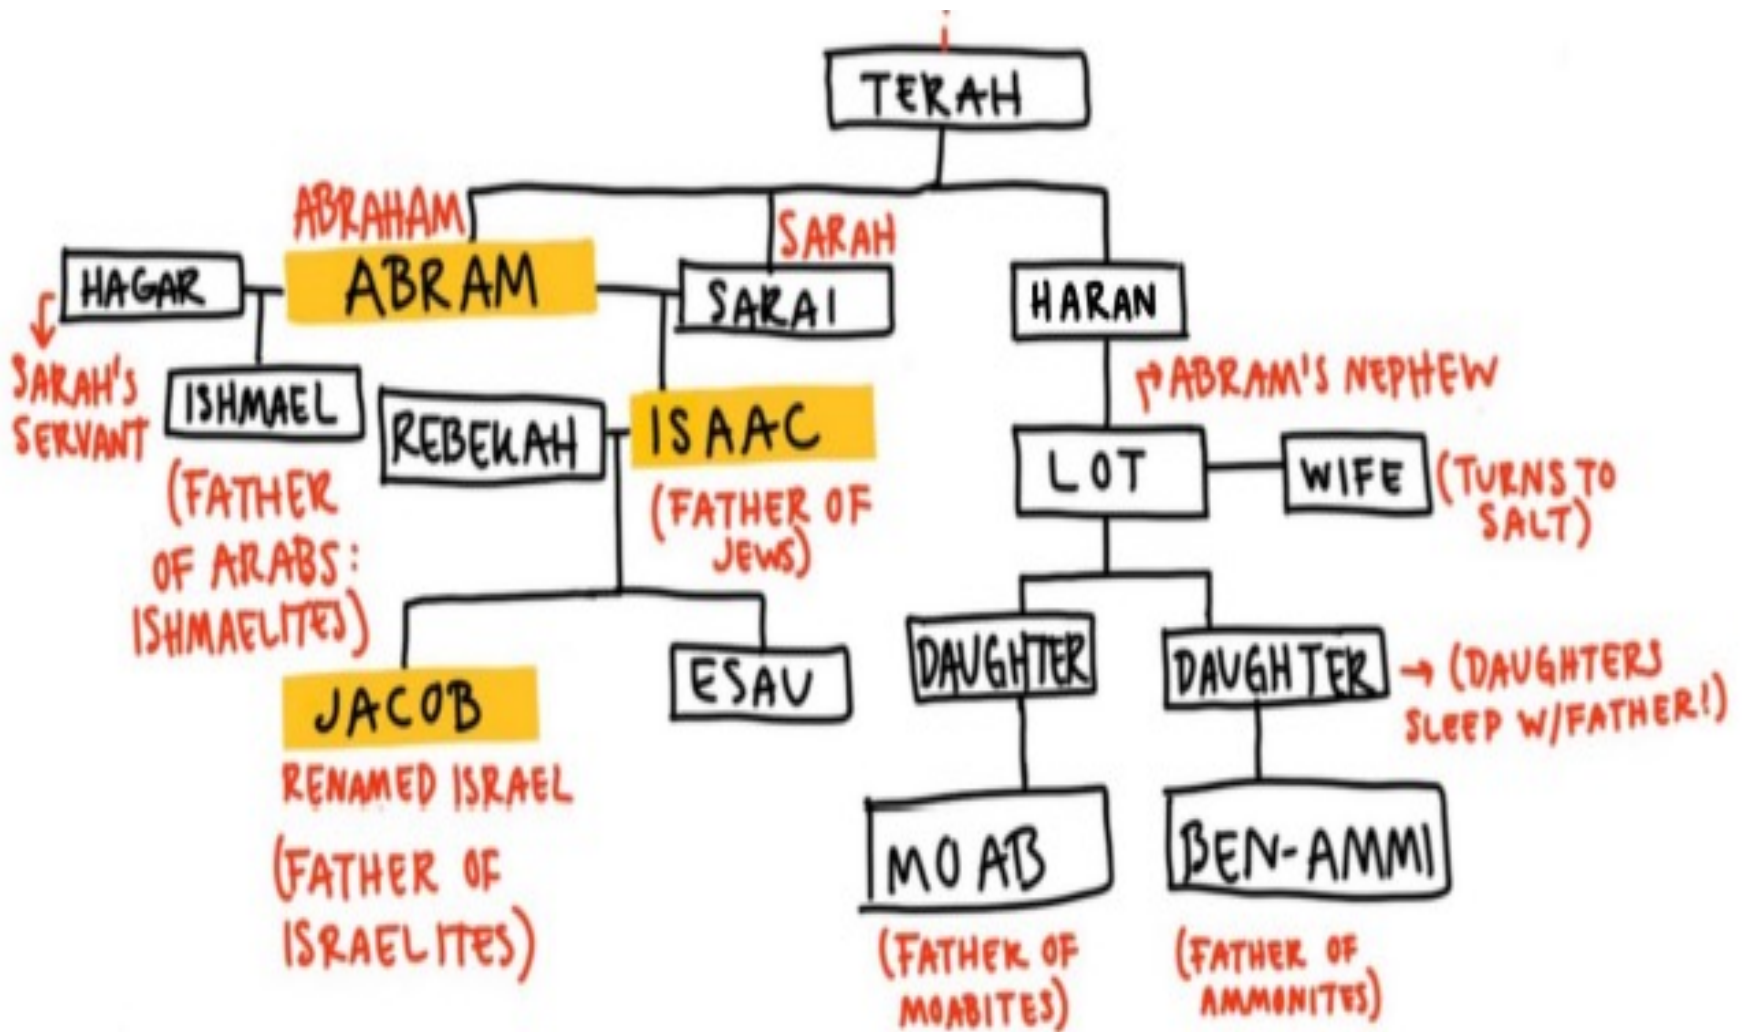 TERAH
ABRAHAM
SARAH
HAGAR
ABRAM
SARAI
HARAN
SARAH'S
SERVANT
ISHMAEL
(FATHER
OF ARABS:
ISHMAELITES)
REBEKAH
ISAAC
(FATHER OF
JEWS)
ABRAM'S NEPHEW
LOT
WIFE
(TURNS TO
SALT)
JACOB
RENAMED ISRAEL
(FATHER OF
ISRAELITES)
ESAU
DAUGHTER
DAUGHTER
→ (DAUGHTERS
SLEEP W/FATHER!)
MOAB
(FATHER OF
MOABITES)
BEN-AMMI
(FATHER OF
AMMONITES)